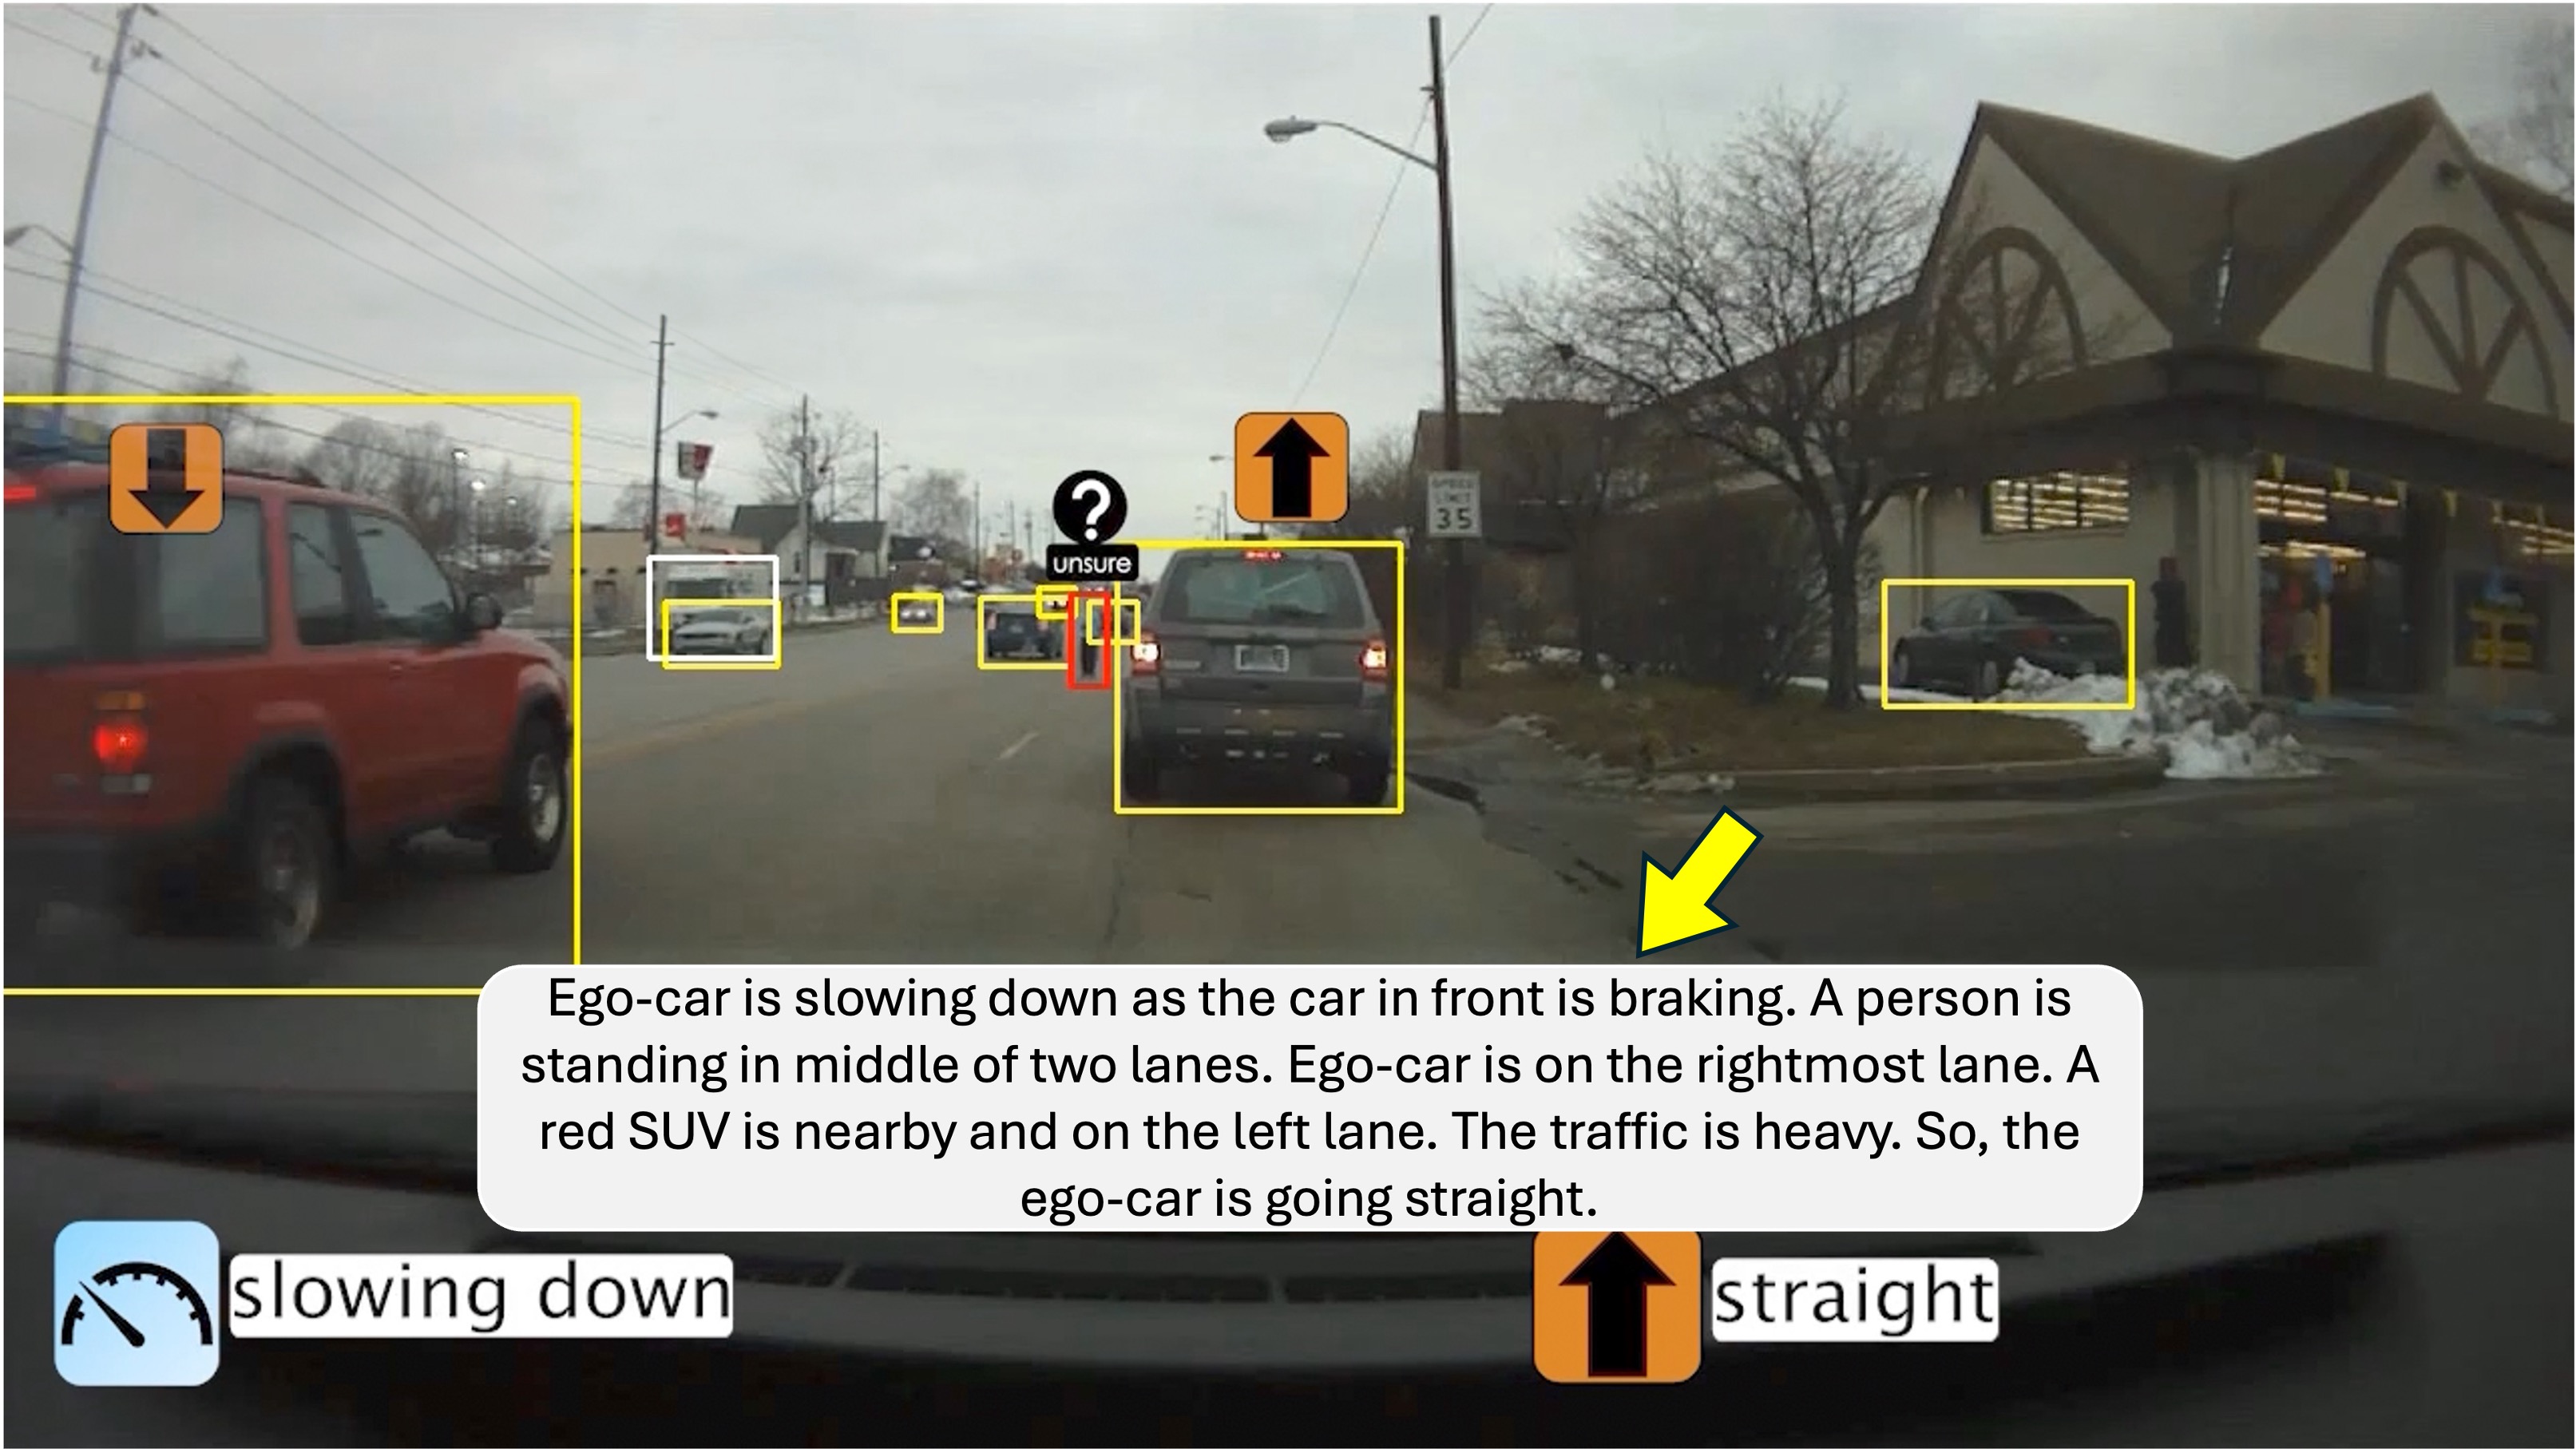 SPEED
LIMIT
35
?
unsure
Ego-car is slowing down as the car in front is braking. A person is
standing in middle of two lanes. Ego-car is on the rightmost lane. A
red SUV is nearby and on the left lane. The traffic is heavy. So, the
ego-car is going straight.
slowing down
straight